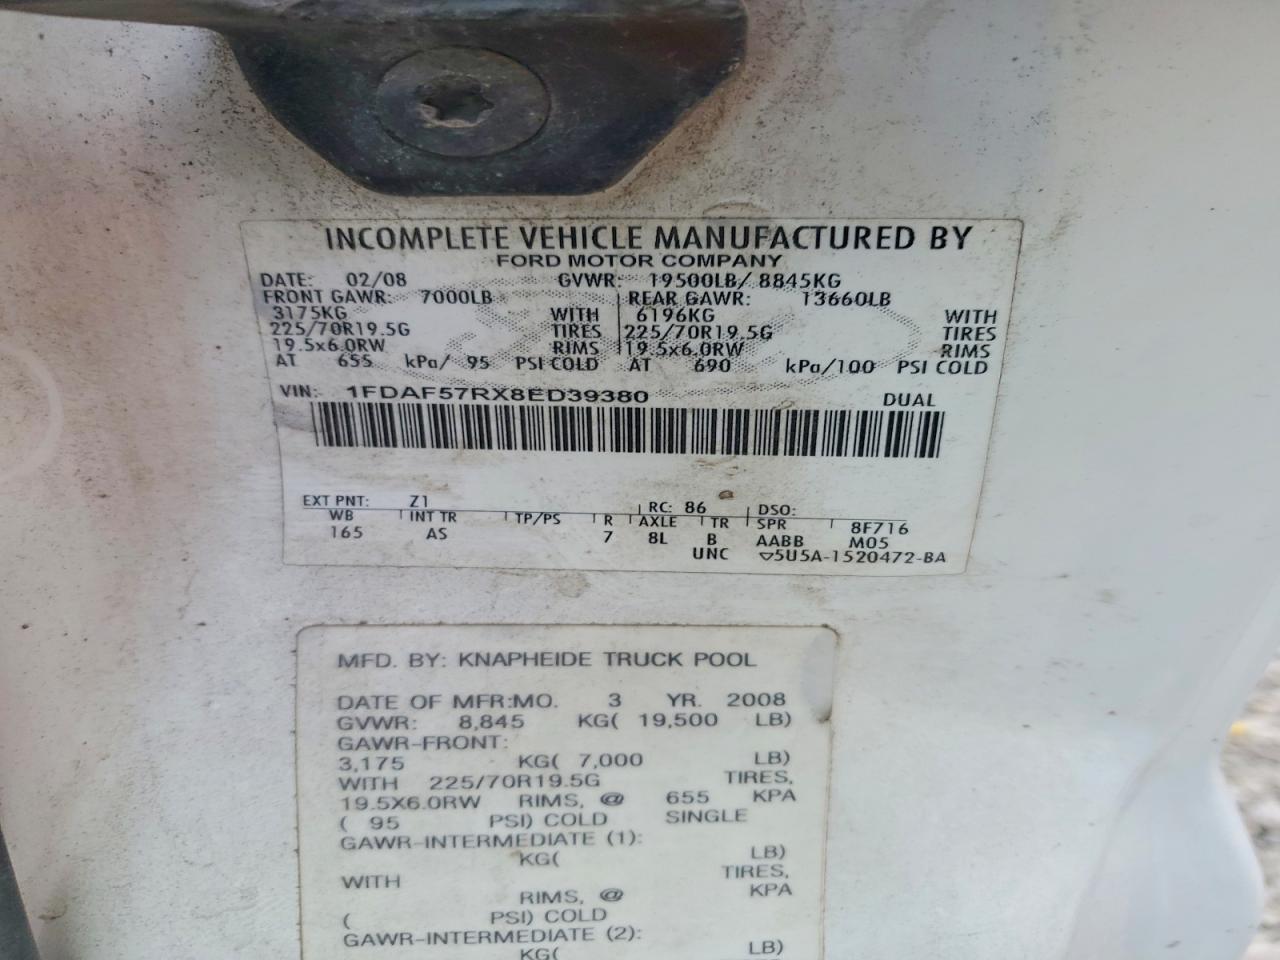 INCOMPLETE VEHICLE MANUFACTURED BY
FORD MOTOR COMPANY
DATE: 02/08 GVWR: 19500LB/ 8845KG
FRONT GAWR: 7000LB REAR GAWR: 13660LB
3175KG WITH 6196KG WITH
225/70R19.5G TIRES 225/70R19.5G TIRES
19.5x6.0RW RIMS 19.5x6.0RW RIMS
AT 655 kPa/ 95 PSI COLD AT 690 kPa/100 PSI COLD
VIN: 1FDAF57RX8ED39380 DUAL
EXT PNT: Z1 RC: 86 DSO:
WB INT TR TP/PS R AXLE TR SPR 8F716
165 AS 7 8L B AABB M05
UNC ▽5U5A-1520472-BA
MFD. BY: KNAPHEIDE TRUCK POOL
DATE OF MFR:MO. 3 YR. 2008
GVWR: 8,845 KG( 19,500 LB)
GAWR-FRONT:
3,175 KG( 7,000 LB)
WITH 225/70R19.5G TIRES,
19.5X6.0RW RIMS, @ 655 KPA
( 95 PSI) COLD SINGLE
GAWR-INTERMEDIATE (1):
KG( LB)
WITH TIRES,
RIMS, @ KPA
( PSI) COLD
GAWR-INTERMEDIATE (2):
KG( LB)